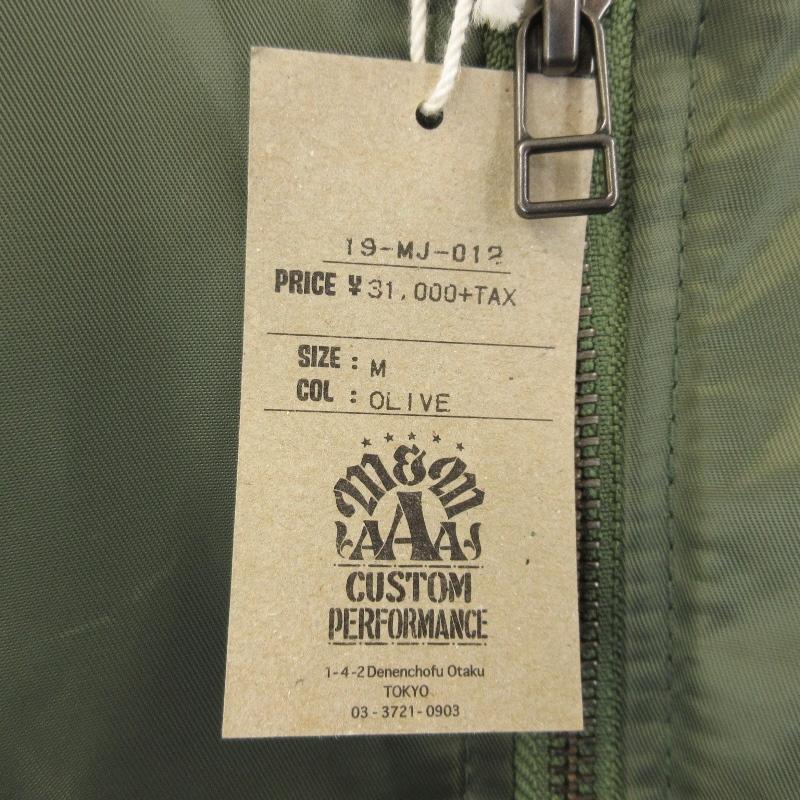 19-MJ-012
PRICE ¥31,000+TAX
SIZE : M
COL : OLIVE
M&M
AAA
CUSTOM
PERFORMANCE
1-4-2 Denenchofu Otaku
TOKYO
03-3721-0903